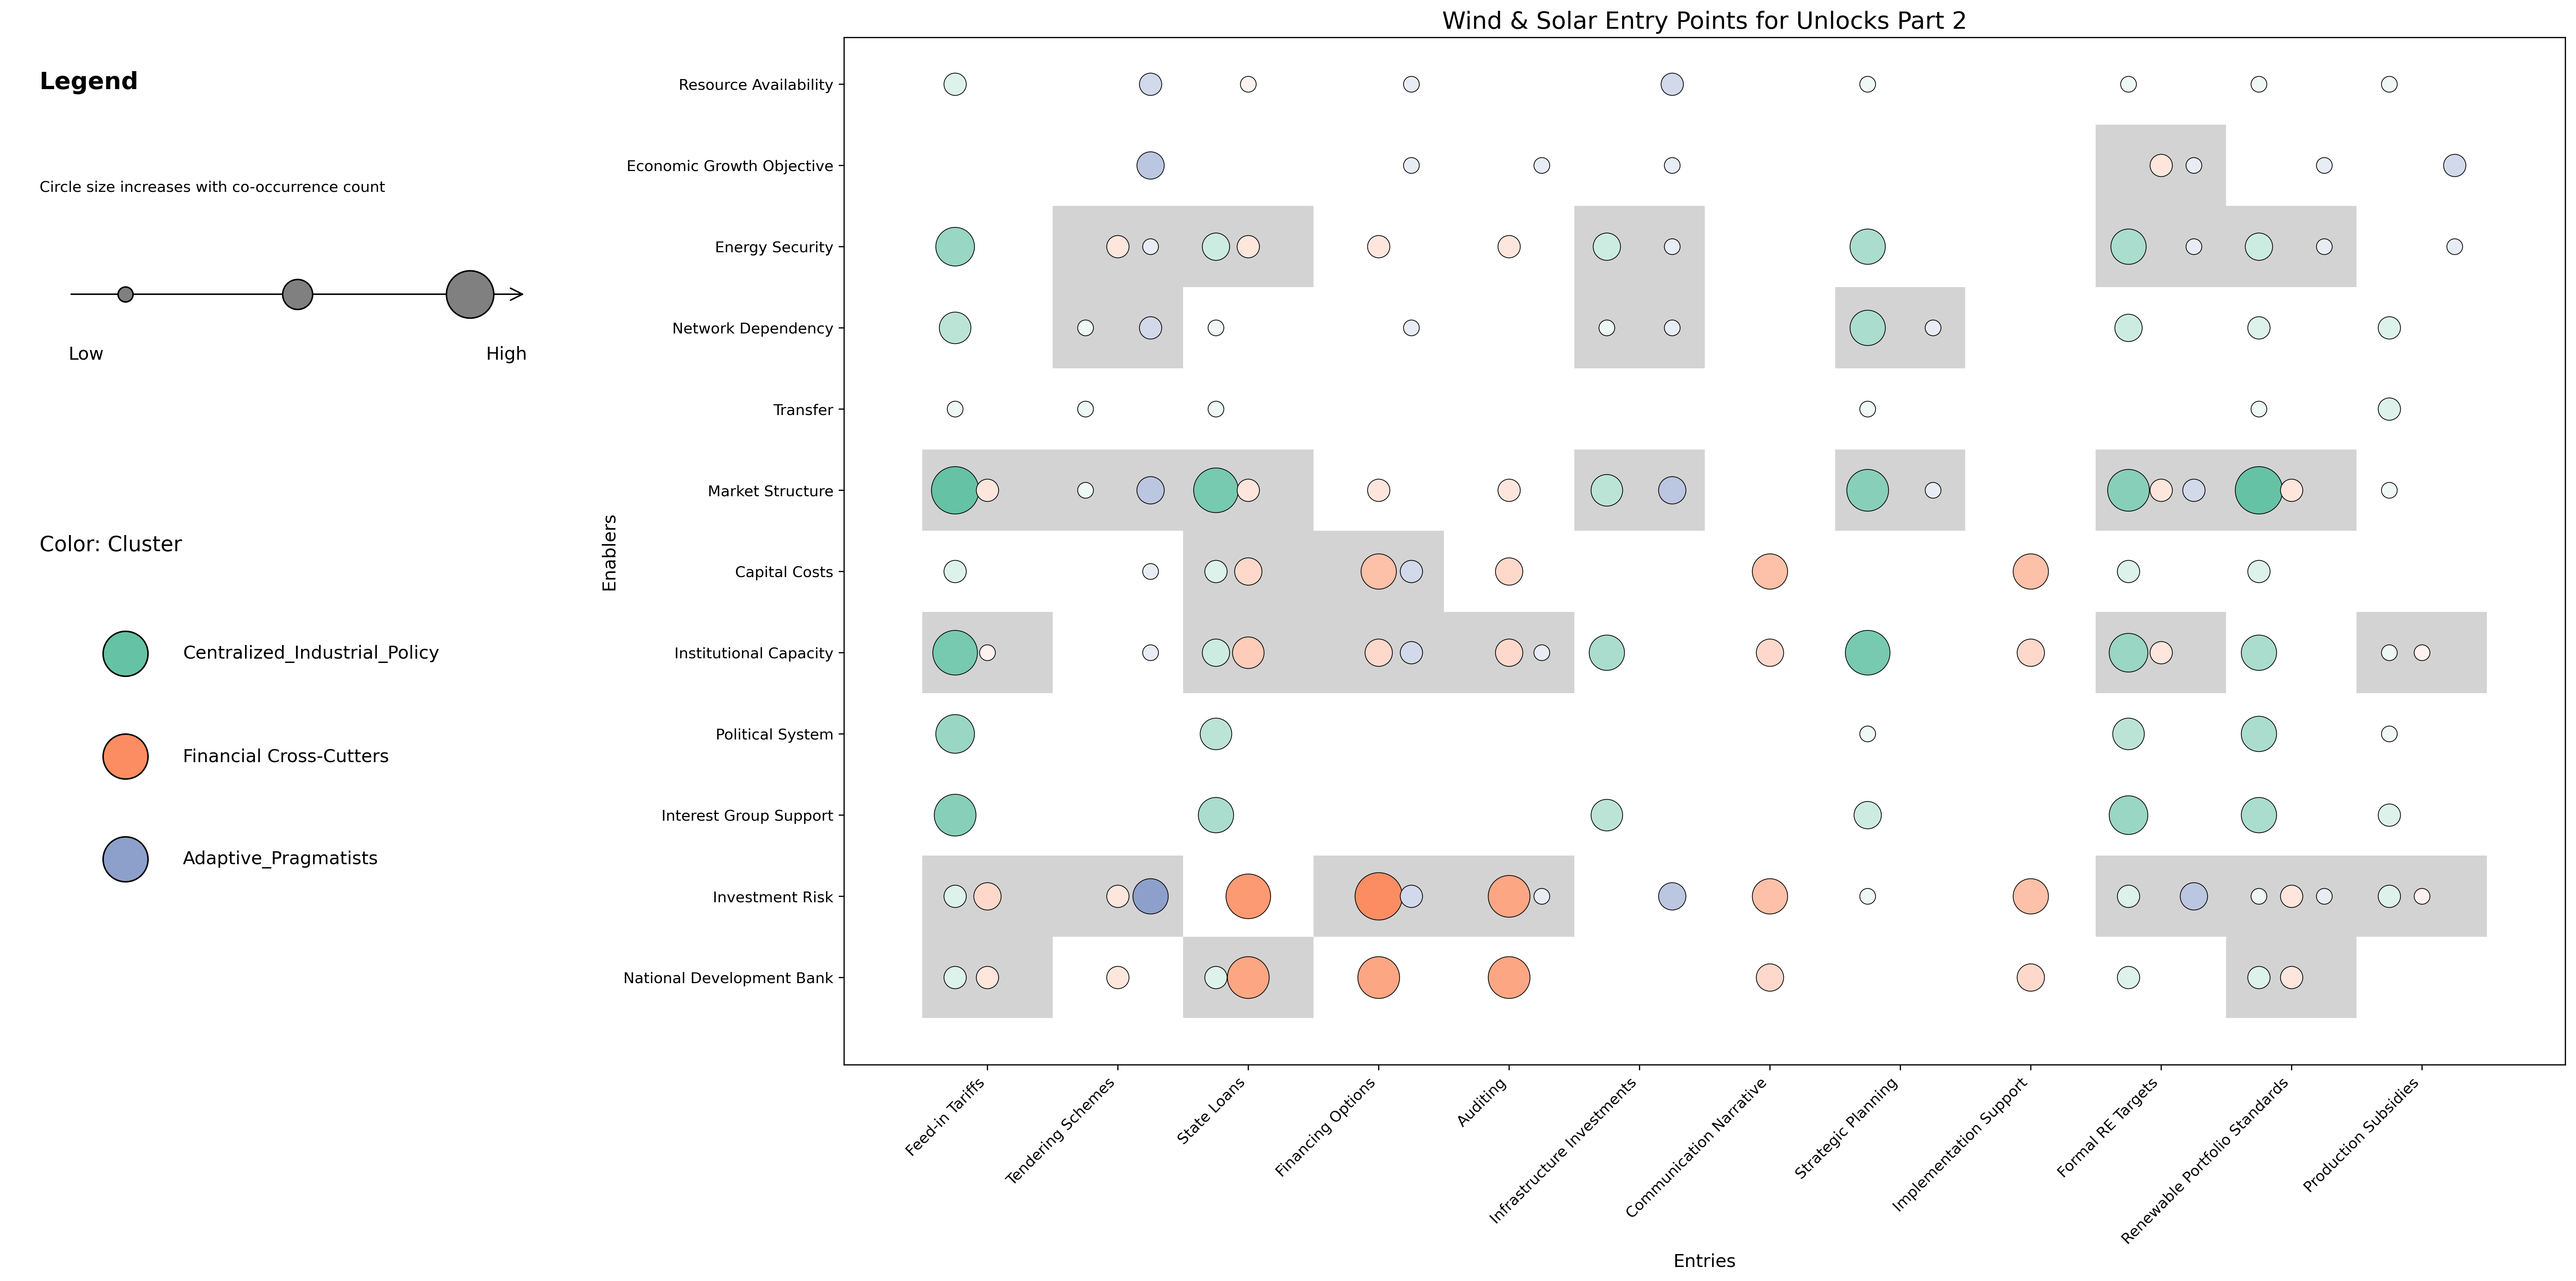 Wind & Solar Entry Points for Unlocks Part 2
Legend
Circle size increases with co-occurrence count
Low
High
Color: Cluster
Centralized_Industrial_Policy
Financial Cross-Cutters
Adaptive_Pragmatists
Enablers
Resource Availability
Economic Growth Objective
Energy Security
Network Dependency
Transfer
Market Structure
Capital Costs
Institutional Capacity
Political System
Interest Group Support
Investment Risk
National Development Bank
Feed-in Tariffs
Tendering Schemes
State Loans
Financing Options
Auditing
Infrastructure Investments
Communication Narrative
Strategic Planning
Implementation Support
Formal RE Targets
Renewable Portfolio Standards
Production Subsidies
Entries